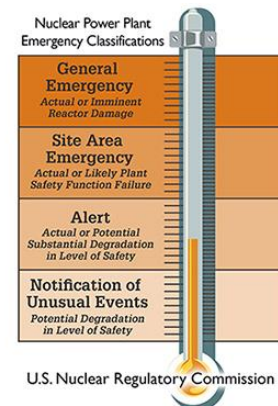 Nuclear Power Plant
Emergency Classifications
General
Emergency
Actual or Imminent
Reactor Damage
Site Area
Emergency
Actual or Likely Plant
Safety Function Failure
Alert
Actual or Potential
Substantial Degradation
in Level of Safety
Notification of
Unusual Events
Potential Degradation
in Level of Safety
U.S. Nuclear Regulatory Commission